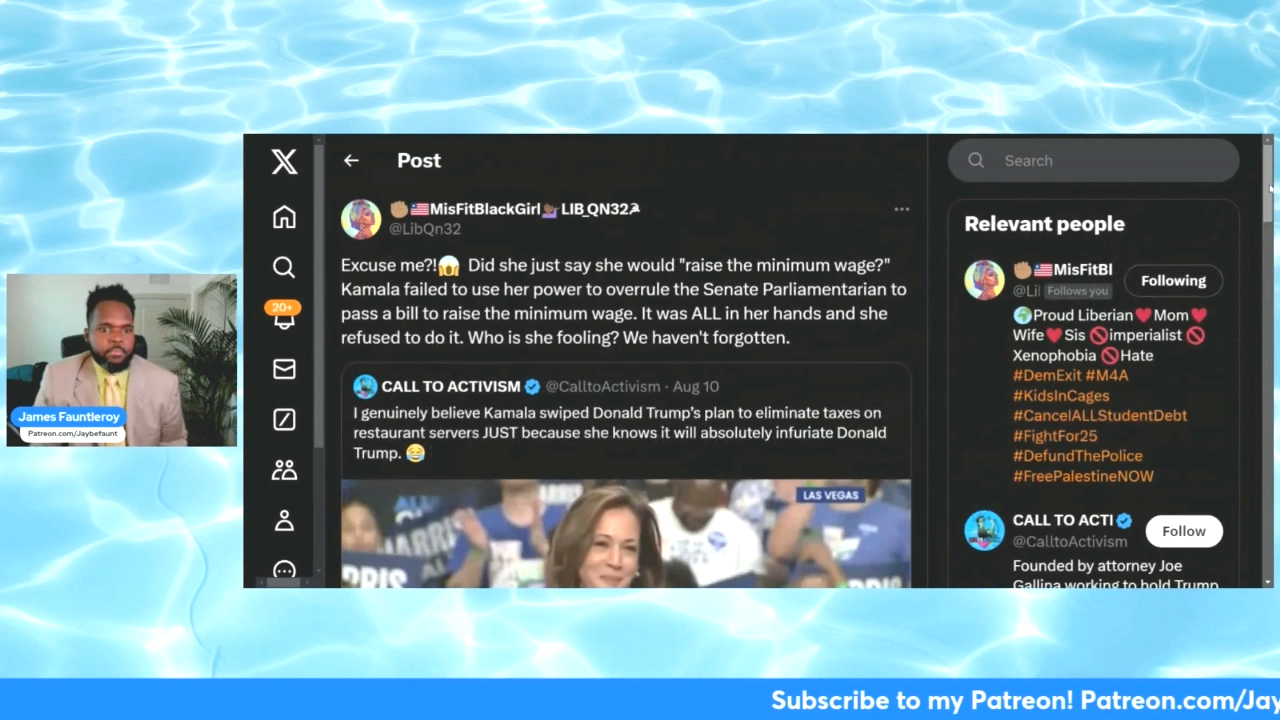 Post
Search
MisFitBlackGirl LIB_QN32
@LibQn32
Excuse me?! Did she just say she would "raise the minimum wage?"
Kamala failed to use her power to overrule the Senate Parliamentarian to
pass a bill to raise the minimum wage. It was ALL in her hands and she
refused to do it. Who is she fooling? We haven't forgotten.
CALL TO ACTIVISM @CalltoActivism · Aug 10
I genuinely believe Kamala swiped Donald Trump's plan to eliminate taxes on
restaurant servers JUST because she knows it will absolutely infuriate Donald
Trump.
LAS VEGAS
Relevant people
MisFitBl
@Li Follows you
Following
Proud Liberian Mom
Wife Sis imperialist
Xenophobia Hate
#DemExit #M4A
#KidsInCages
#CancelALLStudentDebt
#FightFor25
#DefundThePolice
#FreePalestineNOW
CALL TO ACTI
@CalltoActivism
Follow
Founded by attorney Joe
Gallina working to hold Trump
20+
James Fauntleroy
Patreon.com/Jaybefaunt
Subscribe to my Patreon! Patreon.com/Jay